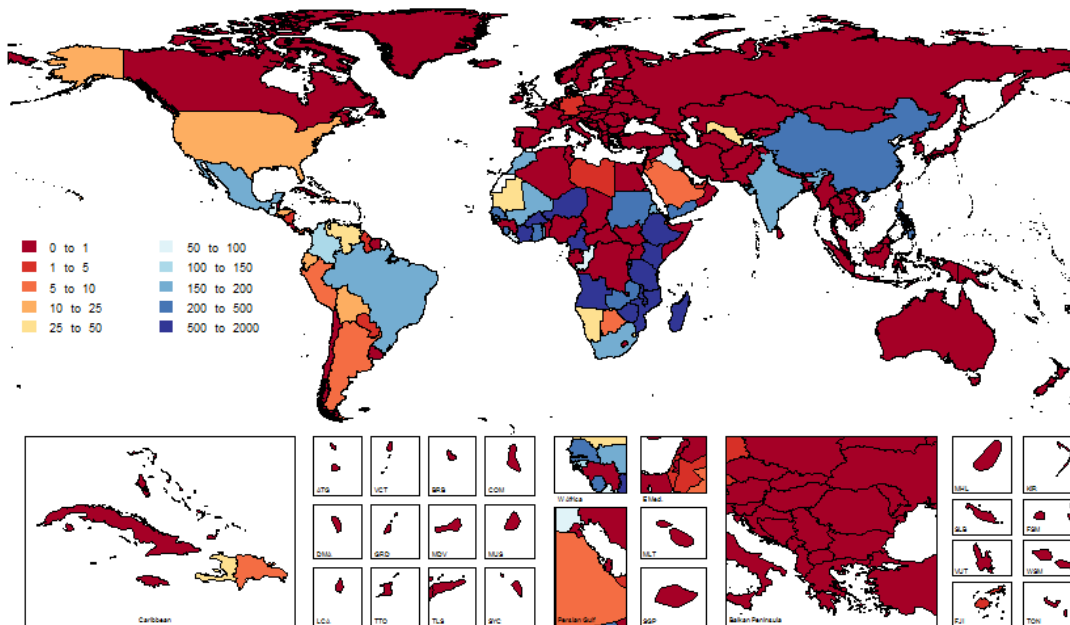 0 to 1
1 to 5
5 to 10
10 to 25
25 to 50
50 to 100
100 to 150
150 to 200
200 to 500
500 to 2000
Caribbean
ATG
VCT
BRB
COM
DMA
GRD
MDV
MUS
LCA
TTO
TLS
SYC
W Africa
E Med.
Persian Gulf
MLT
SGP
Balkan Peninsula
MHL
KIR
SLB
FSM
VUT
WSM
FJI
TON